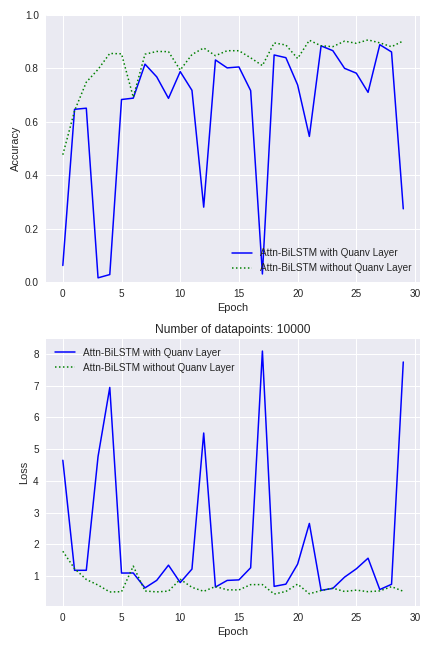 1.0
0.8
0.6
0.4
0.2
0.0
Accuracy
Attn-BiLSTM with Quanv Layer
Attn-BiLSTM without Quanv Layer
0 5 10 15 20 25 30
Epoch
Number of datapoints: 10000
8
7
6
5
4
3
2
1
Loss
Attn-BiLSTM with Quanv Layer
Attn-BiLSTM without Quanv Layer
0 5 10 15 20 25 30
Epoch